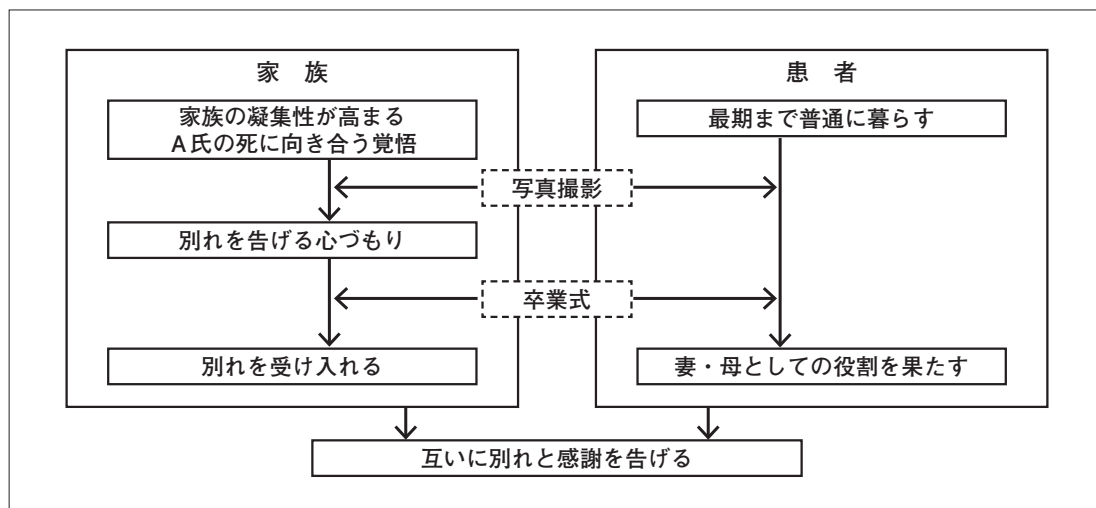 家　族
家族の凝集性が高まる
A氏の死に向き合う覚悟
別れを告げる心づもり
別れを受け入れる
写真撮影
卒業式
患　者
最期まで普通に暮らす
妻・母としての役割を果たす
互いに別れと感謝を告げる